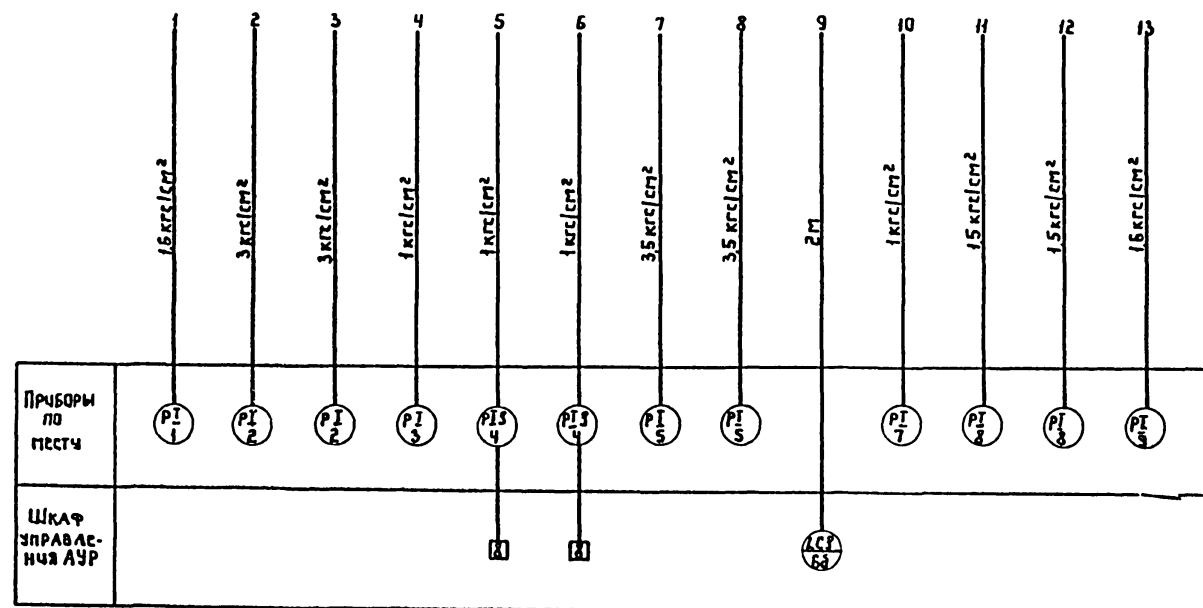 1 2 3 4 5 6 7 8 9 10 11 12 13
1,6 кгс/см²
3 кгс/см²
3 кгс/см²
1 кгс/см²
1 кгс/см²
1 кгс/см²
3,5 кгс/см²
3,5 кгс/см²
2 м
1 кгс/см²
1,5 кгс/см²
1,5 кгс/см²
1,6 кгс/см²
Приборы
по
месту
PI
1
PI
2
PI
2
PI
3
PIS
4
PIS
4
PI
5
PI
5
PI
7
PI
8
PI
8
PI
9
Шкаф
управле-
ния АУР